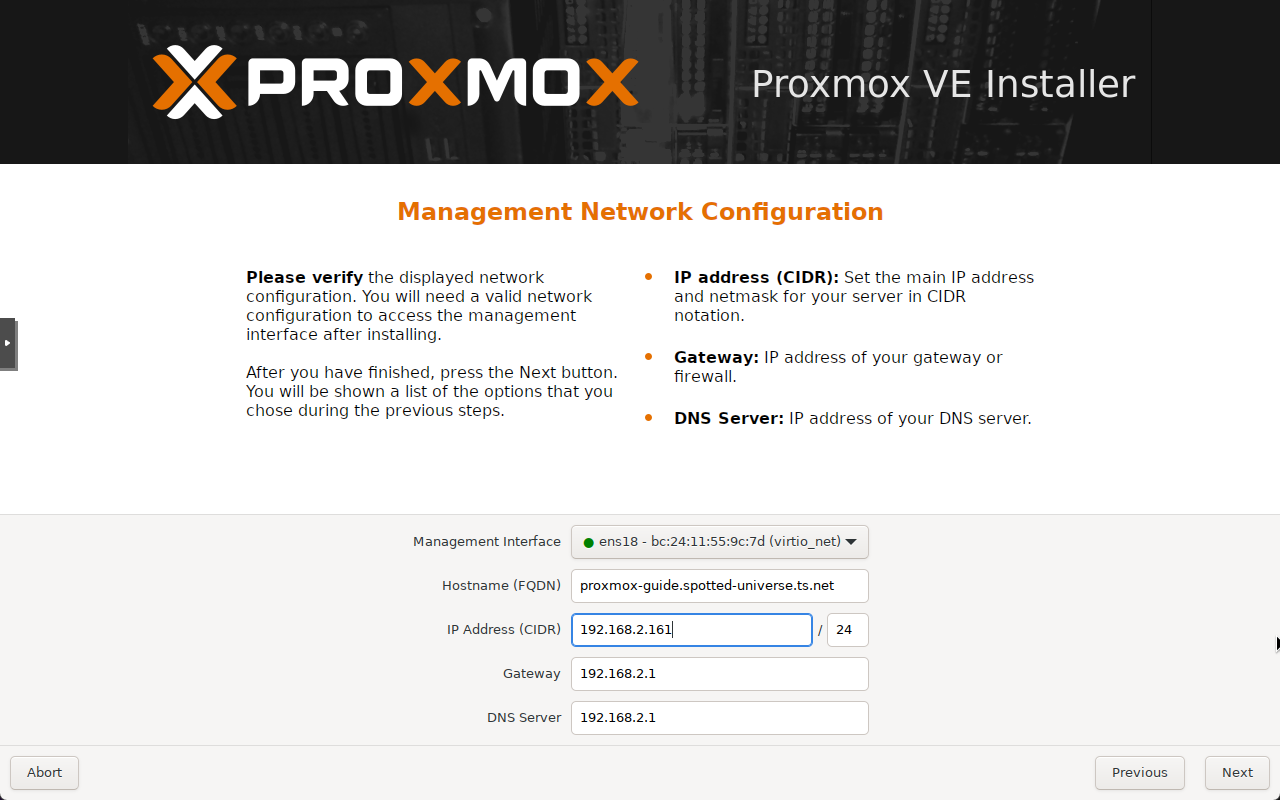 PROXMOX
Proxmox VE Installer
Management Network Configuration
Please verify the displayed network
configuration. You will need a valid network
configuration to access the management
interface after installing.
After you have finished, press the Next button.
You will be shown a list of the options that you
chose during the previous steps.
IP address (CIDR): Set the main IP address
and netmask for your server in CIDR
notation.
Gateway: IP address of your gateway or
firewall.
DNS Server: IP address of your DNS server.
Management Interface ens18 - bc:24:11:55:9c:7d (virtio_net)
Hostname (FQDN) proxmox-guide.spotted-universe.ts.net
IP Address (CIDR) 192.168.2.161 / 24
Gateway 192.168.2.1
DNS Server 192.168.2.1
Abort Previous Next